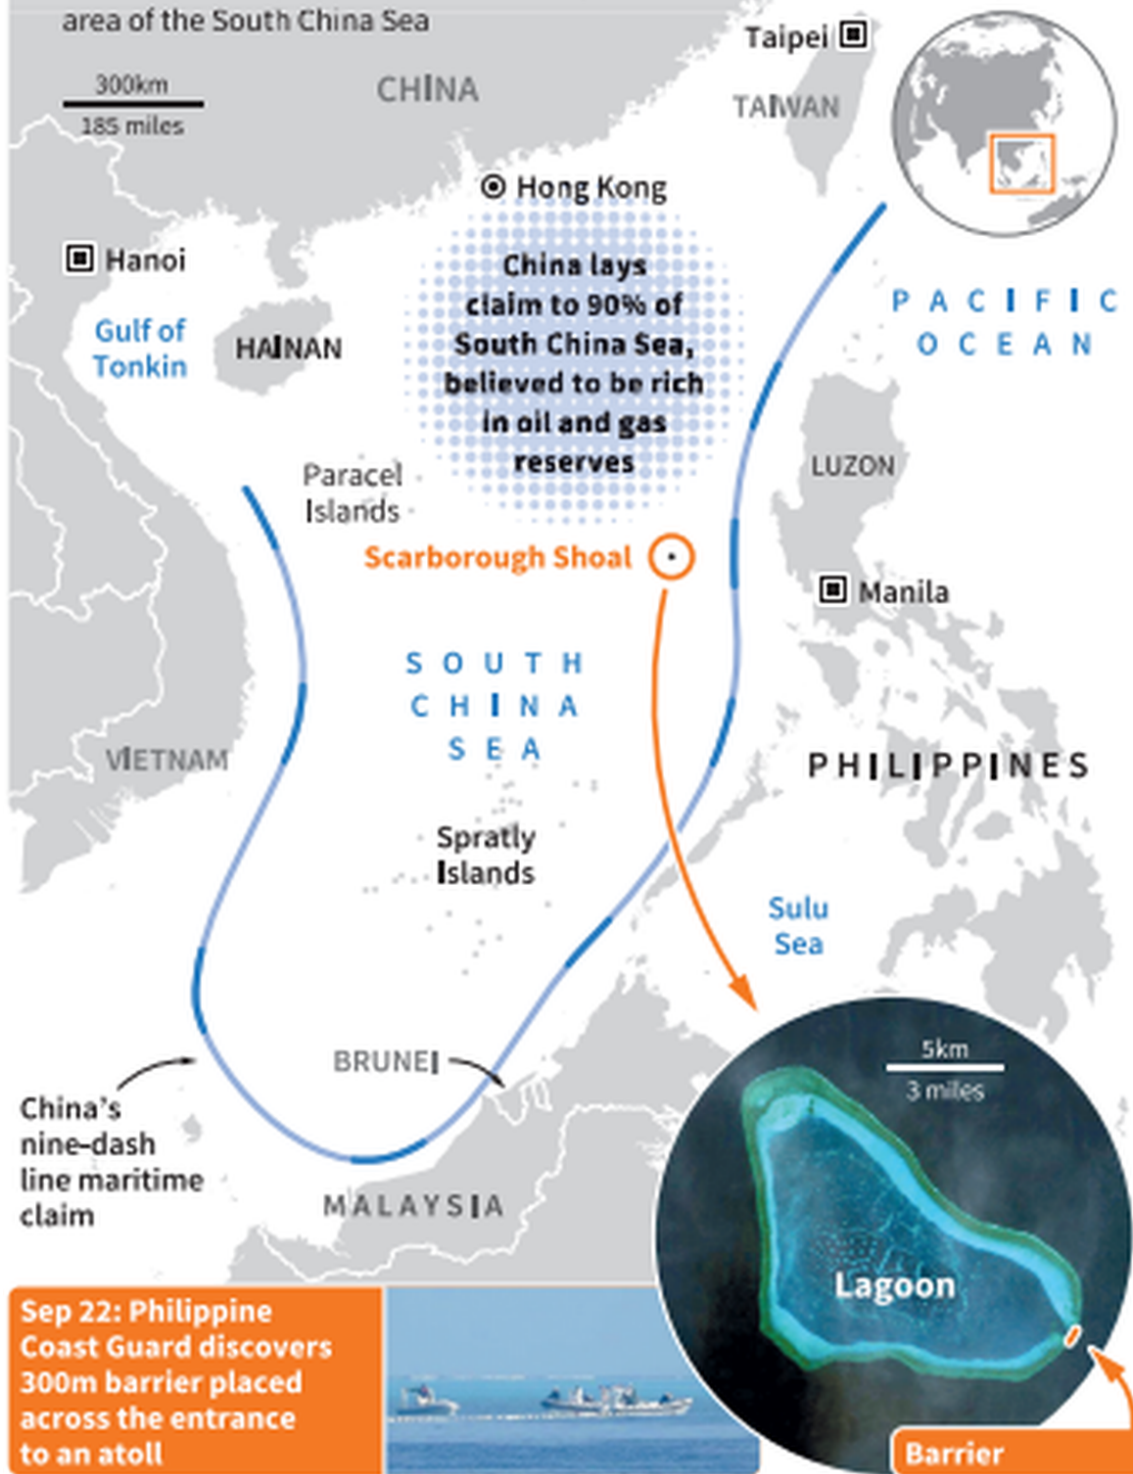 area of the South China Sea
300km
185 miles
CHINA
Taipei
TAIWAN
Hong Kong
Hanoi
Gulf of
Tonkin
HAINAN
China lays
claim to 90% of
South China Sea,
believed to be rich
in oil and gas
reserves
PACIFIC
OCEAN
LUZON
Paracel
Islands
Scarborough Shoal
Manila
SOUTH
CHINA
SEA
VIETNAM
PHILIPPINES
Spratly
Islands
Sulu
Sea
BRUNEI
China's
nine-dash
line maritime
claim
MALAYSIA
5km
3 miles
Lagoon
Sep 22: Philippine
Coast Guard discovers
300m barrier placed
across the entrance
to an atoll
Barrier